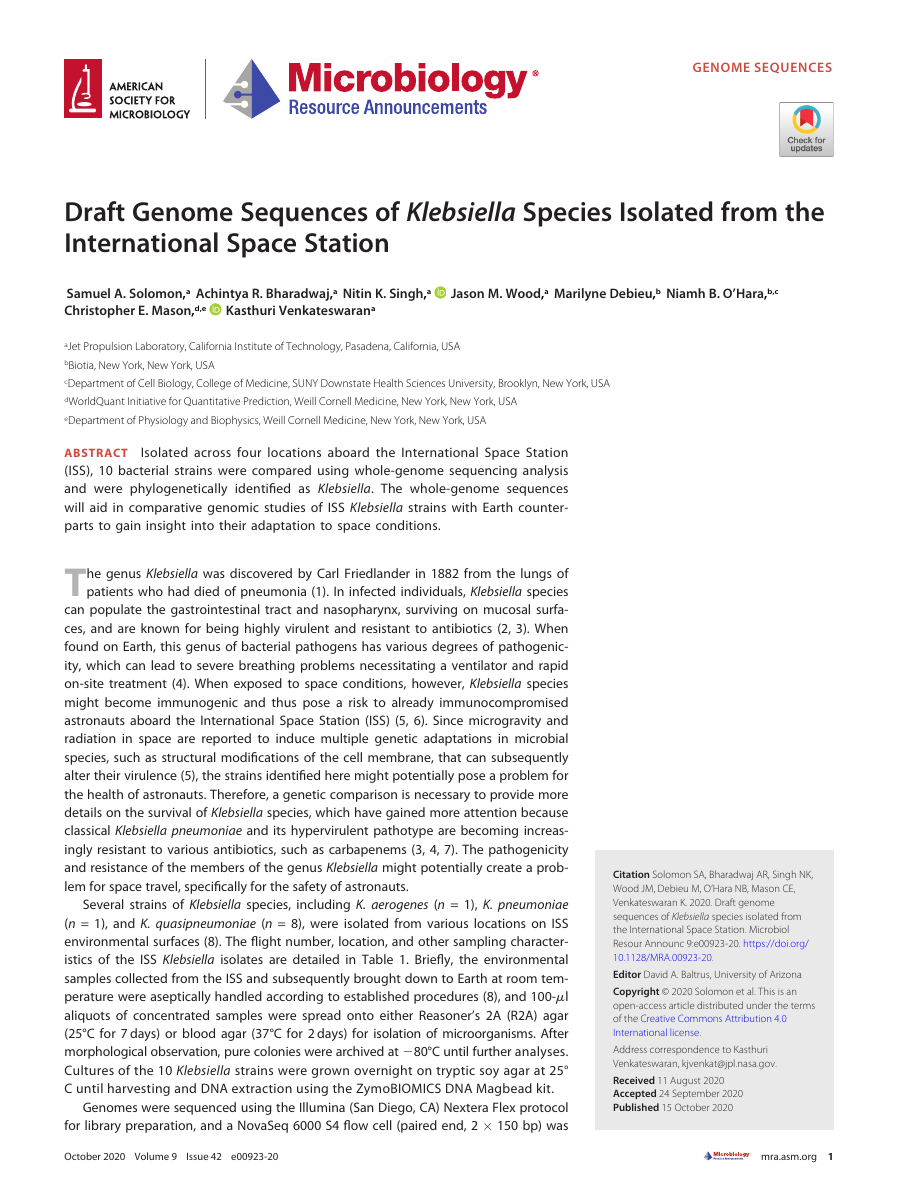 AMERICAN
SOCIETY FOR
MICROBIOLOGY
Microbiology®
Resource Announcements
GENOME SEQUENCES
Check for
updates
Draft Genome Sequences of Klebsiella Species Isolated from the
International Space Station
Samuel A. Solomon,ᵃ Achintya R. Bharadwaj,ᵃ Nitin K. Singh,ᵃ iD Jason M. Wood,ᵃ Marilyne Debieu,ᵇ Niamh B. O’Hara,ᵇ,ᶜ
Christopher E. Mason,ᵈ,ᵉ iD Kasthuri Venkateswaranᵃ
ᵃJet Propulsion Laboratory, California Institute of Technology, Pasadena, California, USA
ᵇBiotia, New York, New York, USA
ᶜDepartment of Cell Biology, College of Medicine, SUNY Downstate Health Sciences University, Brooklyn, New York, USA
ᵈWorldQuant Initiative for Quantitative Prediction, Weill Cornell Medicine, New York, New York, USA
ᵉDepartment of Physiology and Biophysics, Weill Cornell Medicine, New York, New York, USA
ABSTRACT Isolated across four locations aboard the International Space Station
(ISS), 10 bacterial strains were compared using whole-genome sequencing analysis
and were phylogenetically identified as Klebsiella. The whole-genome sequences
will aid in comparative genomic studies of ISS Klebsiella strains with Earth counter-
parts to gain insight into their adaptation to space conditions.
The genus Klebsiella was discovered by Carl Friedlander in 1882 from the lungs of
patients who had died of pneumonia (1). In infected individuals, Klebsiella species
can populate the gastrointestinal tract and nasopharynx, surviving on mucosal surfa-
ces, and are known for being highly virulent and resistant to antibiotics (2, 3). When
found on Earth, this genus of bacterial pathogens has various degrees of pathogenic-
ity, which can lead to severe breathing problems necessitating a ventilator and rapid
on-site treatment (4). When exposed to space conditions, however, Klebsiella species
might become immunogenic and thus pose a risk to already immunocompromised
astronauts aboard the International Space Station (ISS) (5, 6). Since microgravity and
radiation in space are reported to induce multiple genetic adaptations in microbial
species, such as structural modifications of the cell membrane, that can subsequently
alter their virulence (5), the strains identified here might potentially pose a problem for
the health of astronauts. Therefore, a genetic comparison is necessary to provide more
details on the survival of Klebsiella species, which have gained more attention because
classical Klebsiella pneumoniae and its hypervirulent pathotype are becoming increas-
ingly resistant to various antibiotics, such as carbapenems (3, 4, 7). The pathogenicity
and resistance of the members of the genus Klebsiella might potentially create a prob-
lem for space travel, specifically for the safety of astronauts.
Several strains of Klebsiella species, including K. aerogenes (n = 1), K. pneumoniae
(n = 1), and K. quasipneumoniae (n = 8), were isolated from various locations on ISS
environmental surfaces (8). The flight number, location, and other sampling character-
istics of the ISS Klebsiella isolates are detailed in Table 1. Briefly, the environmental
samples collected from the ISS and subsequently brought down to Earth at room tem-
perature were aseptically handled according to established procedures (8), and 100-μl
aliquots of concentrated samples were spread onto either Reasoner’s 2A (R2A) agar
(25°C for 7 days) or blood agar (37°C for 2 days) for isolation of microorganisms. After
morphological observation, pure colonies were archived at −80°C until further analyses.
Cultures of the 10 Klebsiella strains were grown overnight on tryptic soy agar at 25°
C until harvesting and DNA extraction using the ZymoBIOMICS DNA Magbead kit.
Genomes were sequenced using the Illumina (San Diego, CA) Nextera Flex protocol
for library preparation, and a NovaSeq 6000 S4 flow cell (paired end, 2 × 150 bp) was
Citation Solomon SA, Bharadwaj AR, Singh NK,
Wood JM, Debieu M, O’Hara NB, Mason CE,
Venkateswaran K. 2020. Draft genome
sequences of Klebsiella species isolated from
the International Space Station. Microbiol
Resour Announc 9:e00923-20. https://doi.org/
10.1128/MRA.00923-20.
Editor David A. Baltrus, University of Arizona
Copyright © 2020 Solomon et al. This is an
open-access article distributed under the terms
of the Creative Commons Attribution 4.0
International license.
Address correspondence to Kasthuri
Venkateswaran, kjvenkat@jpl.nasa.gov.
Received 11 August 2020
Accepted 24 September 2020
Published 15 October 2020
October 2020 Volume 9 Issue 42 e00923-20
Microbiology
Resource Announcements
mra.asm.org 1